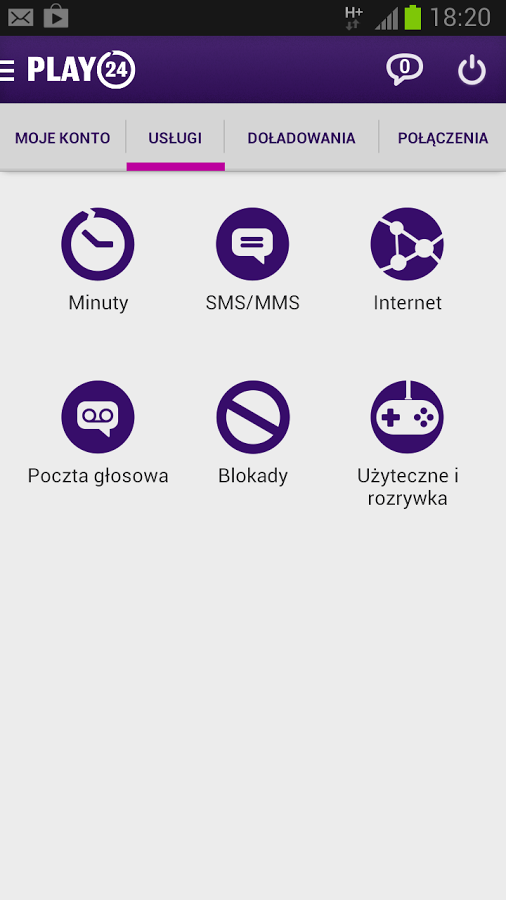 H+ 18:20
PLAY 24 0
MOJE KONTO USŁUGI DOŁADOWANIA POŁĄCZENIA
Minuty SMS/MMS Internet
Poczta głosowa Blokady Użyteczne i
rozrywka